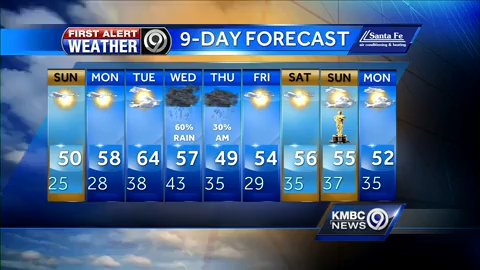 FIRST ALERT
WEATHER 9
9-DAY FORECAST
Santa Fe
air conditioning & heating
SUN MON TUE WED THU FRI SAT SUN MON
60% 30%
RAIN AM
50 58 64 57 49 54 56 55 52
25 28 38 43 35 29 35 37 35
KMBC 9
NEWS